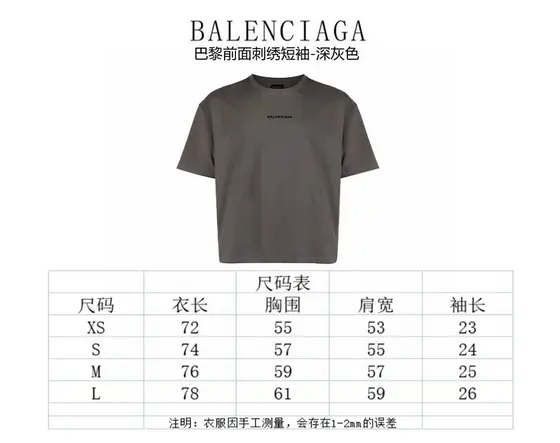 BALENCIAGA
巴黎前面刺绣短袖-深灰色
BALENCIAGA
尺码表
尺码 衣长 胸围 肩宽 袖长
XS 72 55 53 23
S 74 57 55 24
M 76 59 57 25
L 78 61 59 26
注明：衣服因手工测量，会存在1-2mm的误差